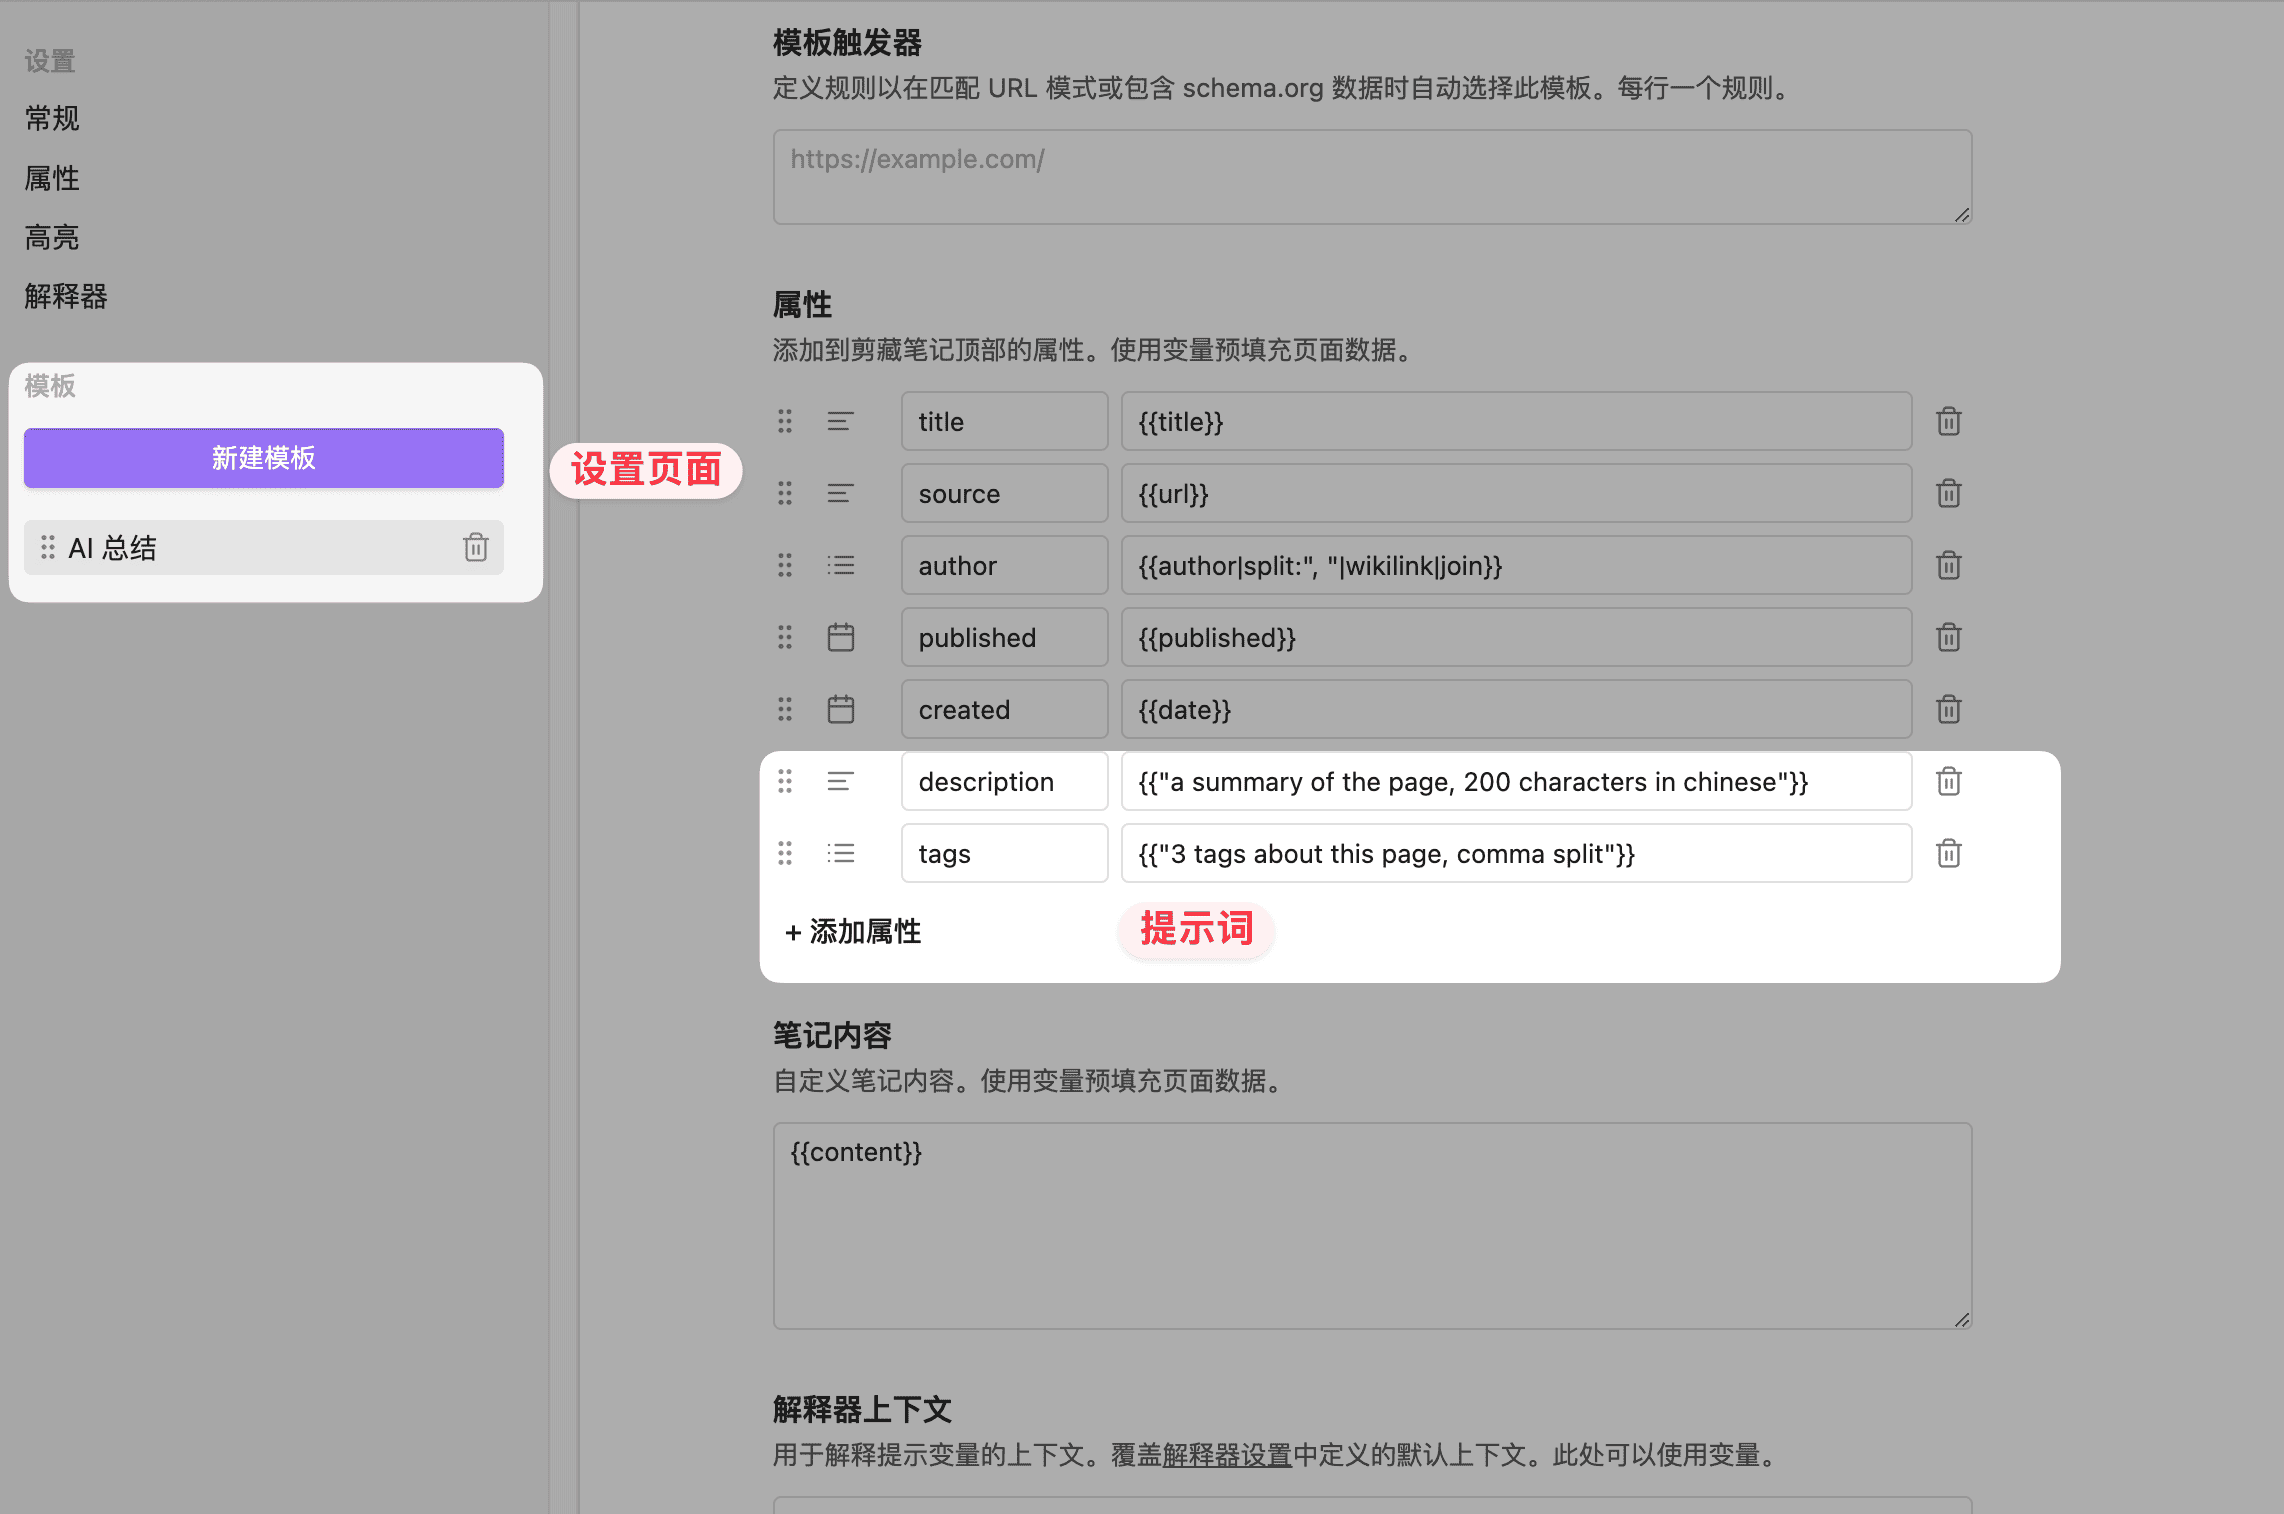 设置
常规
属性
高亮
解释器
模板
新建模板
AI 总结
设置页面
模板触发器
定义规则以在匹配 URL 模式或包含 schema.org 数据时自动选择此模板。每行一个规则。
https://example.com/
属性
添加到剪藏笔记顶部的属性。使用变量预填充页面数据。
title {{title}}
source {{url}}
author {{author|split:", "|wikilink|join}}
published {{published}}
created {{date}}
description {{"a summary of the page, 200 characters in chinese"}}
tags {{"3 tags about this page, comma split"}}
+ 添加属性
提示词
笔记内容
自定义笔记内容。使用变量预填充页面数据。
{{content}}
解释器上下文
用于解释提示变量的上下文。覆盖解释器设置中定义的默认上下文。此处可以使用变量。